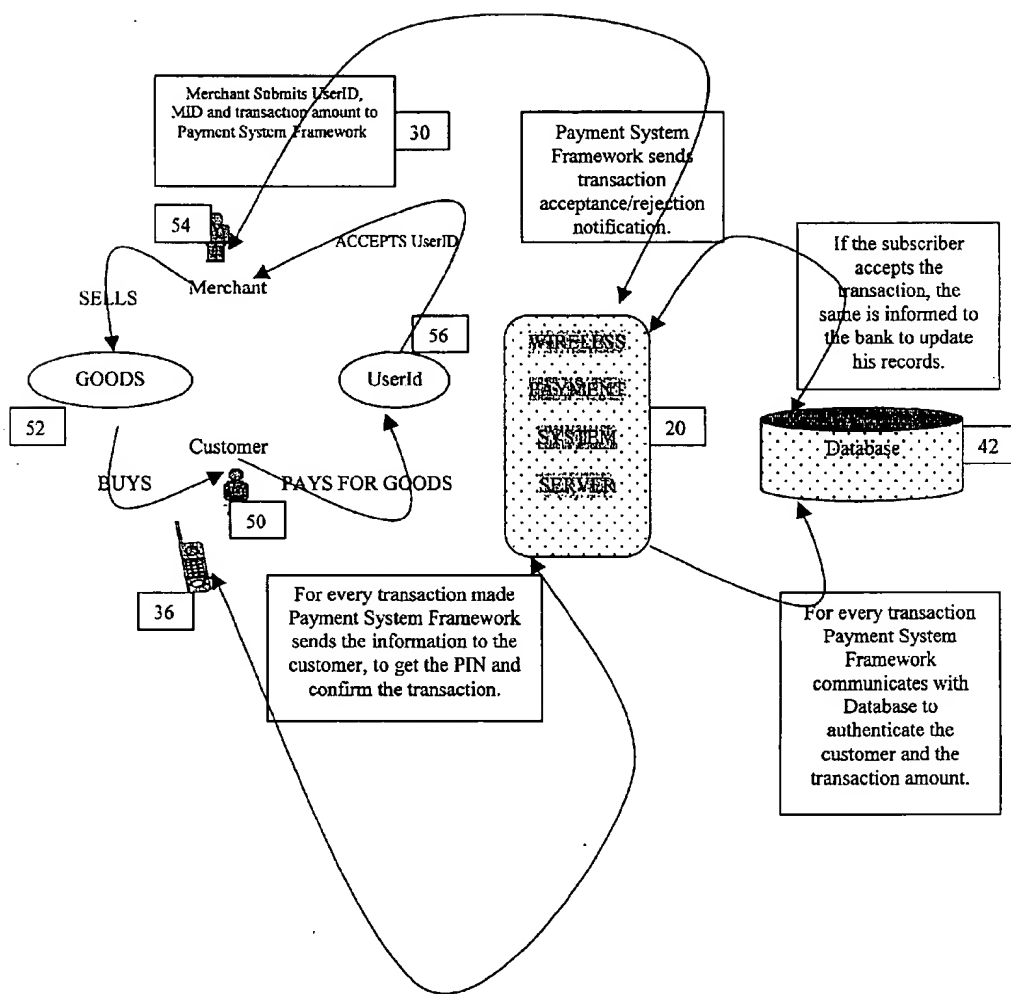 Merchant Submits UserID,
MID and transaction amount to
Payment System Framework
30
Payment System
Framework sends
transaction
acceptance/rejection
notification.
54
ACCEPTS UserID
If the subscriber
accepts the
transaction, the
same is informed to
the bank to update
his records.
Merchant
SELLS
56
WIRELESS
PAYMENT
SYSTEM
SERVER
GOODS
UserId
52
20
Database
42
Customer
BUYS
PAYS FOR GOODS
50
36
For every transaction made
Payment System Framework
sends the information to the
customer, to get the PIN and
confirm the transaction.
For every transaction
Payment System
Framework
communicates with
Database to
authenticate the
customer and the
transaction amount.